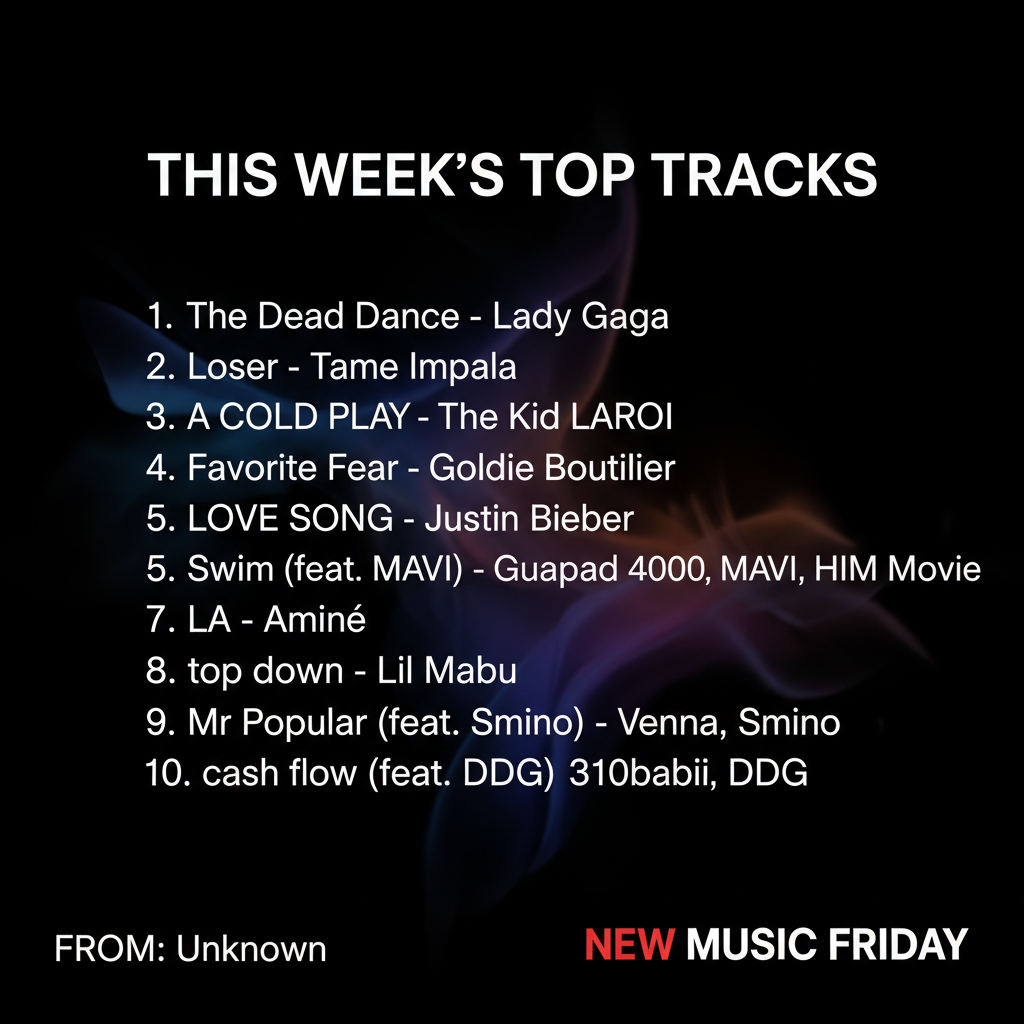 THIS WEEK'S TOP TRACKS
1. The Dead Dance - Lady Gaga
2. Loser - Tame Impala
3. A COLD PLAY - The Kid LAROI
4. Favorite Fear - Goldie Boutilier
5. LOVE SONG - Justin Bieber
5. Swim (feat. MAVI) - Guapad 4000, MAVI, HIM Movie
7. LA - Aminé
8. top down - Lil Mabu
9. Mr Popular (feat. Smino) - Venna, Smino
10. cash flow (feat. DDG) 310babii, DDG
FROM: Unknown
NEW MUSIC FRIDAY